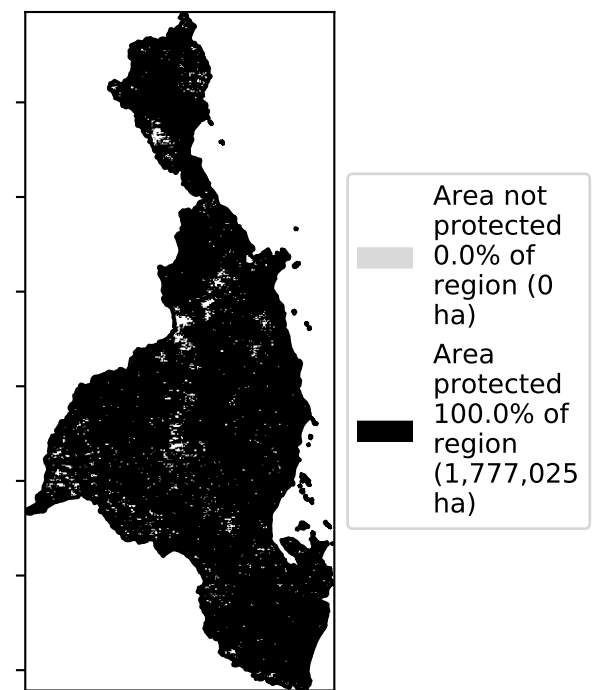 Area not
protected
0.0% of
region (0
ha)
Area
protected
100.0% of
region
(1,777,025
ha)